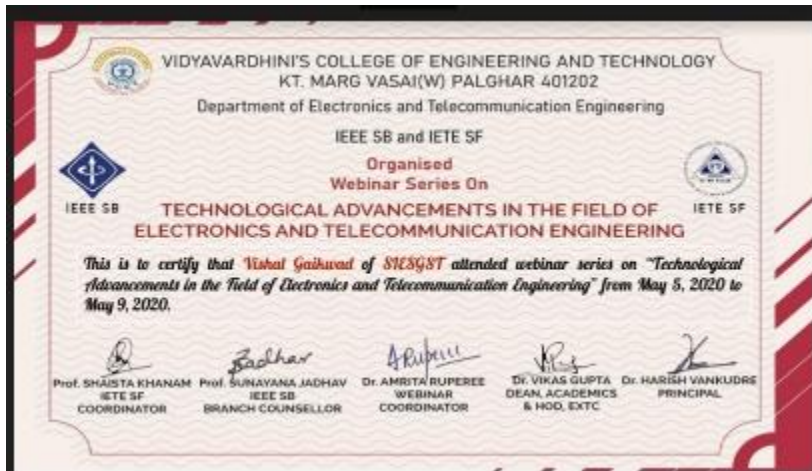 VIDYAVARDHINI'S COLLEGE OF ENGINEERING AND TECHNOLOGY
KT. MARG VASAI(W) PALGHAR 401202
Department of Electronics and Telecommunication Engineering
IEEE SB and IETE SF
Organised
Webinar Series On
IEEE SB
IETE SF
TECHNOLOGICAL ADVANCEMENTS IN THE FIELD OF
ELECTRONICS AND TELECOMMUNICATION ENGINEERING
This is to certify that Vishal Gaikwad of SIESGST attended webinar series on "Technological
Advancements in the Field of Electronics and Telecommunication Engineering" from May 5, 2020 to
May 9, 2020.
Prof. SHAISTA KHANAM
IETE SF
COORDINATOR
Prof. SUNAYANA JADHAV
IEEE SB
BRANCH COUNSELLOR
Dr. AMRITA RUPEREE
WEBINAR
COORDINATOR
Dr. VIKAS GUPTA
DEAN, ACADEMICS
& HOD, EXTC
Dr. HARISH VANKUDRE
PRINCIPAL